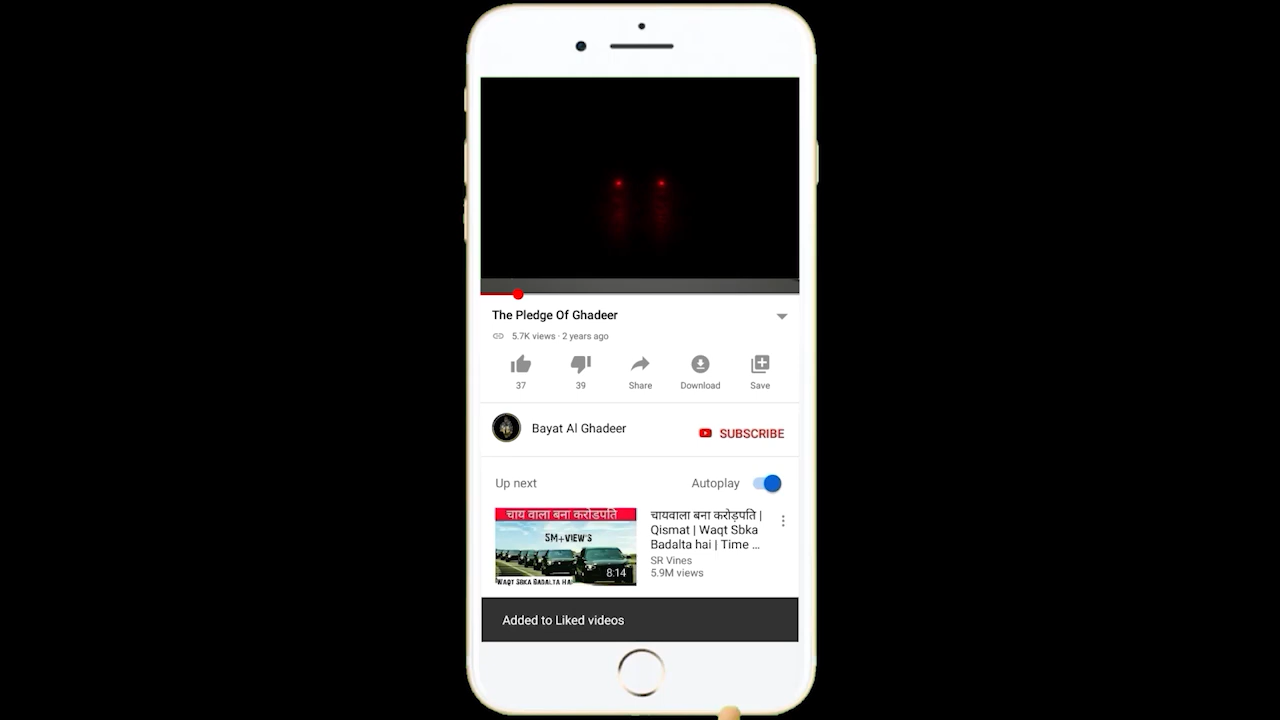 The Pledge Of Ghadeer
5.7K views · 2 years ago
37
39
Share
Download
Save
Bayat Al Ghadeer
SUBSCRIBE
Up next
Autoplay
चाय वाला बना करोडपति
SM+VIEW'S
WAQT SBKA BADALTA HAI
8:14
चायवाला बना करोड़पति |
Qismat | Waqt Sbka
Badalta hai | Time ...
SR Vines
5.9M views
Added to Liked videos